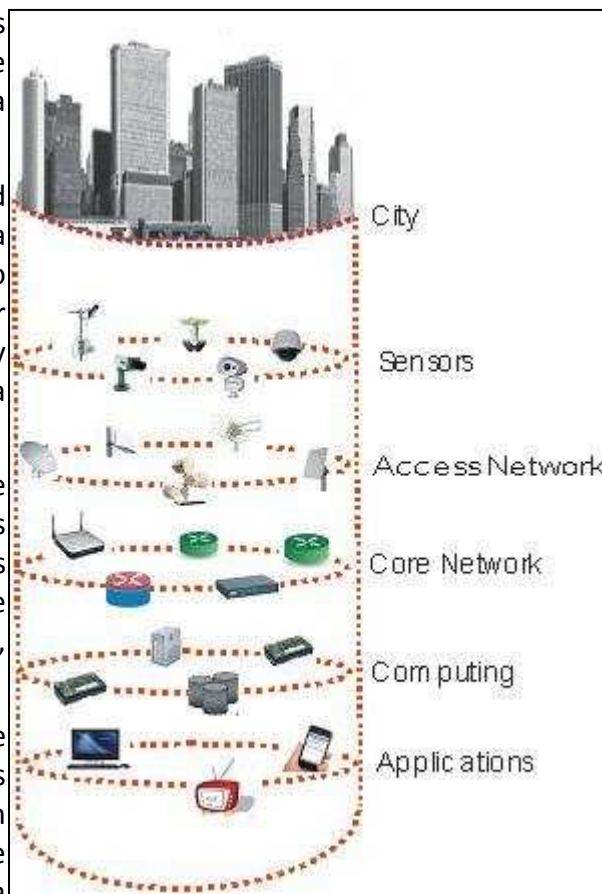 City
Sensors
Access Network
Core Network
Computing
Applications